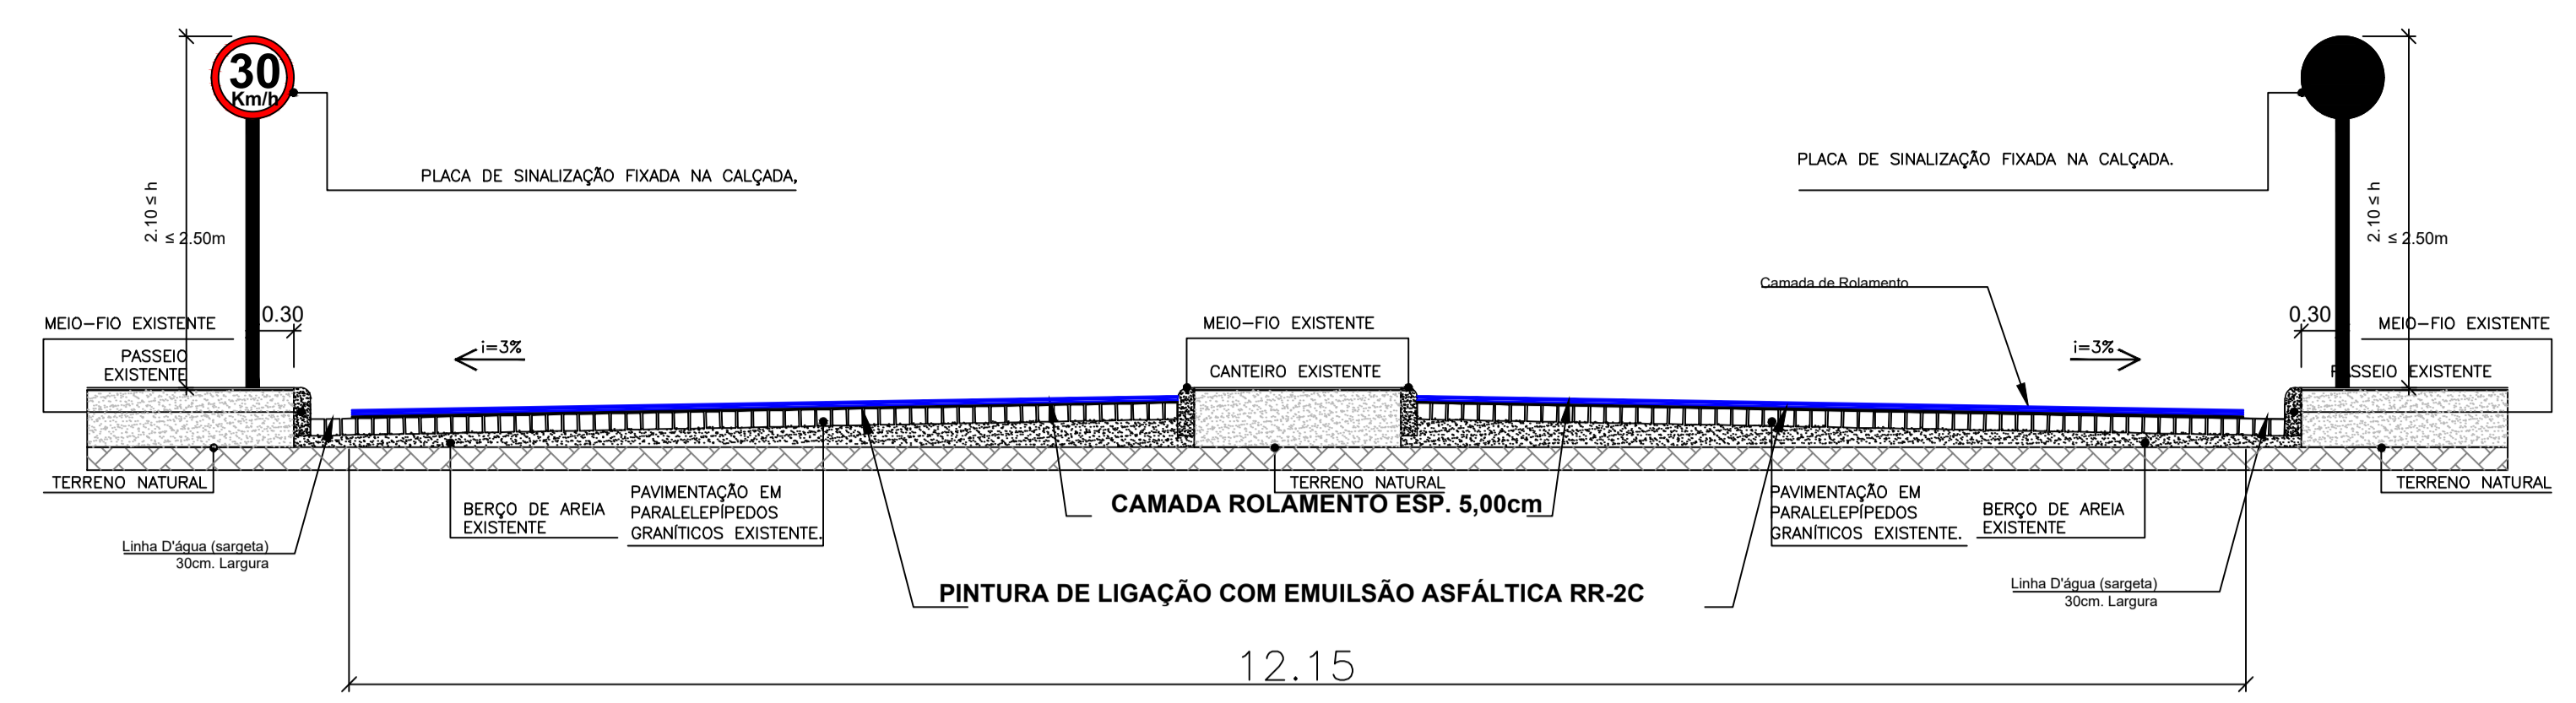 30
Km/h
PLACA DE SINALIZAÇÃO FIXADA NA CALÇADA,
PLACA DE SINALIZAÇÃO FIXADA NA CALÇADA.
2.10 ≤ h
≤ 2.50m
2.10 ≤ h
≤ 2.50m
Camada de Rolamento
0.30
0.30
MEIO-FIO EXISTENTE
MEIO-FIO EXISTENTE
MEIO-FIO EXISTENTE
PASSEIO
EXISTENTE
i=3%
i=3%
CANTEIRO EXISTENTE
PASSEIO EXISTENTE
TERRENO NATURAL
TERRENO NATURAL
TERRENO NATURAL
BERÇO DE AREIA
EXISTENTE
PAVIMENTAÇÃO EM
PARALELEPÍPEDOS
GRANÍTICOS EXISTENTE.
CAMADA ROLAMENTO ESP. 5,00cm
PAVIMENTAÇÃO EM
PARALELEPÍPEDOS
GRANÍTICOS EXISTENTE.
BERÇO DE AREIA
EXISTENTE
Linha D'água (sargeta)
30cm. Largura
PINTURA DE LIGAÇÃO COM EMUILSÃO ASFÁLTICA RR-2C
Linha D'água (sargeta)
30cm. Largura
12.15